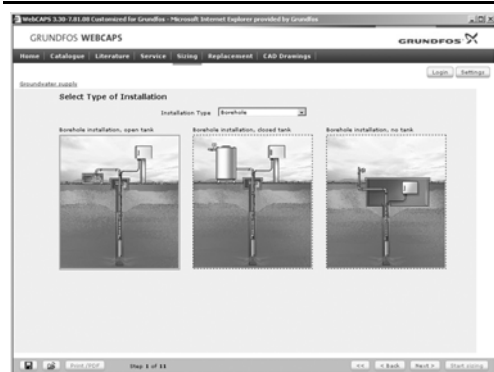 WebCAPS 3.30-7.01.00 Customized for Grundfos - Microsoft Internet Explorer provided by Grundfos
GRUNDFOS WEBCAPS
GRUNDFOS
Home Catalogue Literature Service Sizing Replacement CAD Drawings
Login Settings
Groundwater supply
Select Type of Installation
Installation Type Borehole
Borehole installation, open tank
Borehole installation, closed tank
Borehole installation, no tank
Print/PDF Step 1 of 11 << < Back Next > Start sizing